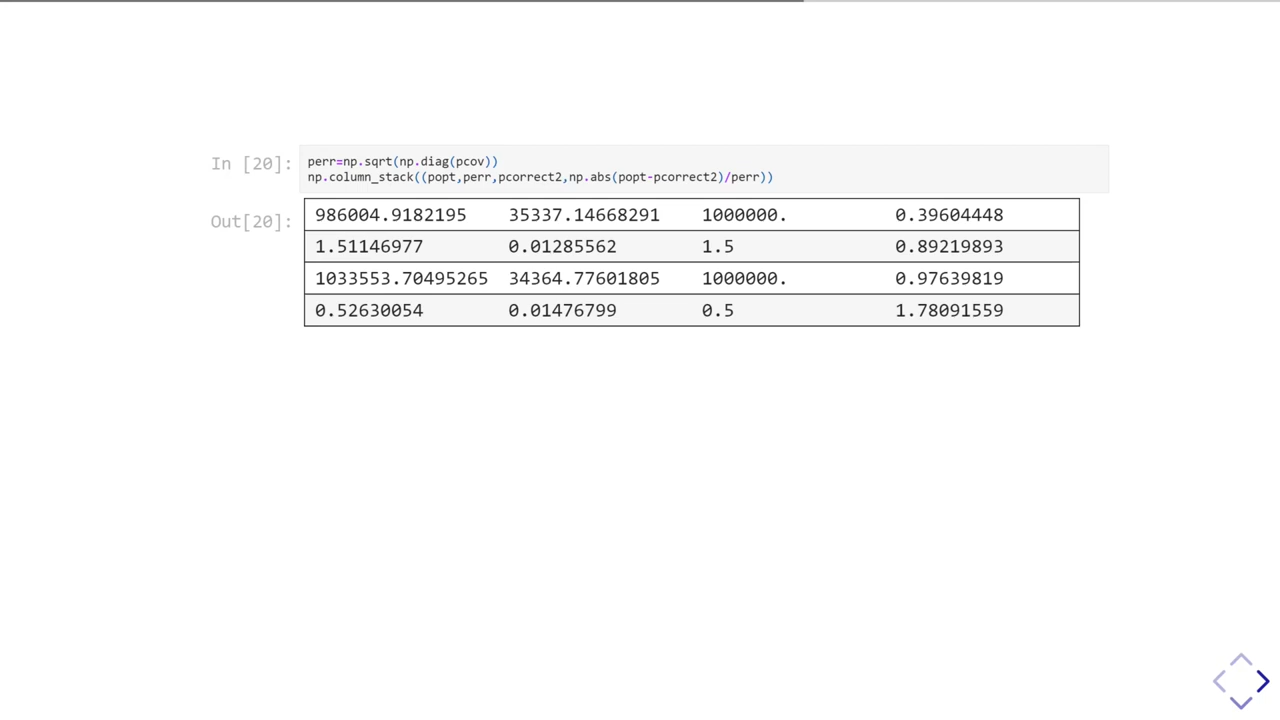 In [20]:
perr=np.sqrt(np.diag(pcov))
np.column_stack((popt,perr,pcorrect2,np.abs(popt-pcorrect2)/perr))
Out[20]:
986004.9182195 35337.14668291 1000000. 0.39604448
1.51146977 0.01285562 1.5 0.89219893
1033553.70495265 34364.77601805 1000000. 0.97639819
0.52630054 0.01476799 0.5 1.78091559